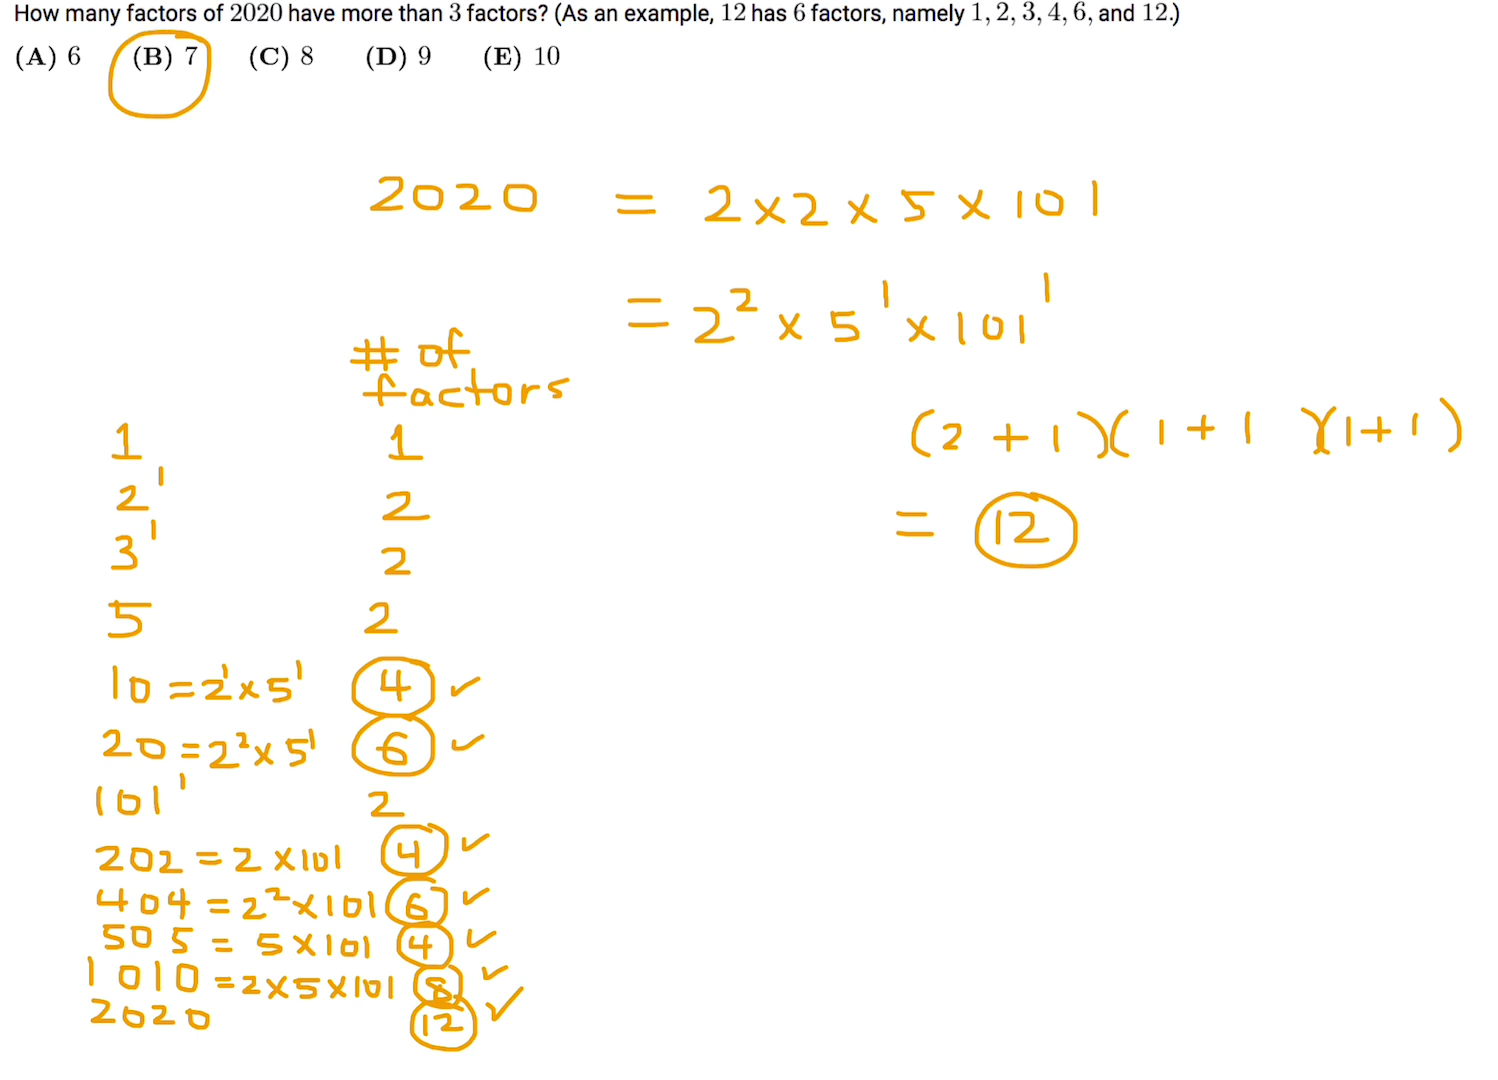 How many factors of 2020 have more than 3 factors? (As an example, 12 has 6 factors, namely 1, 2, 3, 4, 6, and 12.)
(A) 6 (B) 7 (C) 8 (D) 9 (E) 10
2020 = 2×2×5×101
= 2² × 5¹ × 101¹
# of
factors
(2+1)(1+1)(1+1)
= 12
1 1
2¹ 2
3¹ 2
5 2
10 = 2¹×5¹ 4 ✓
20 = 2²×5¹ 6 ✓
101¹ 2
202 = 2×101 4 ✓
404 = 2²×101 6 ✓
505 = 5×101 4 ✓
1010 = 2×5×101 8 ✓
2020 12 ✓